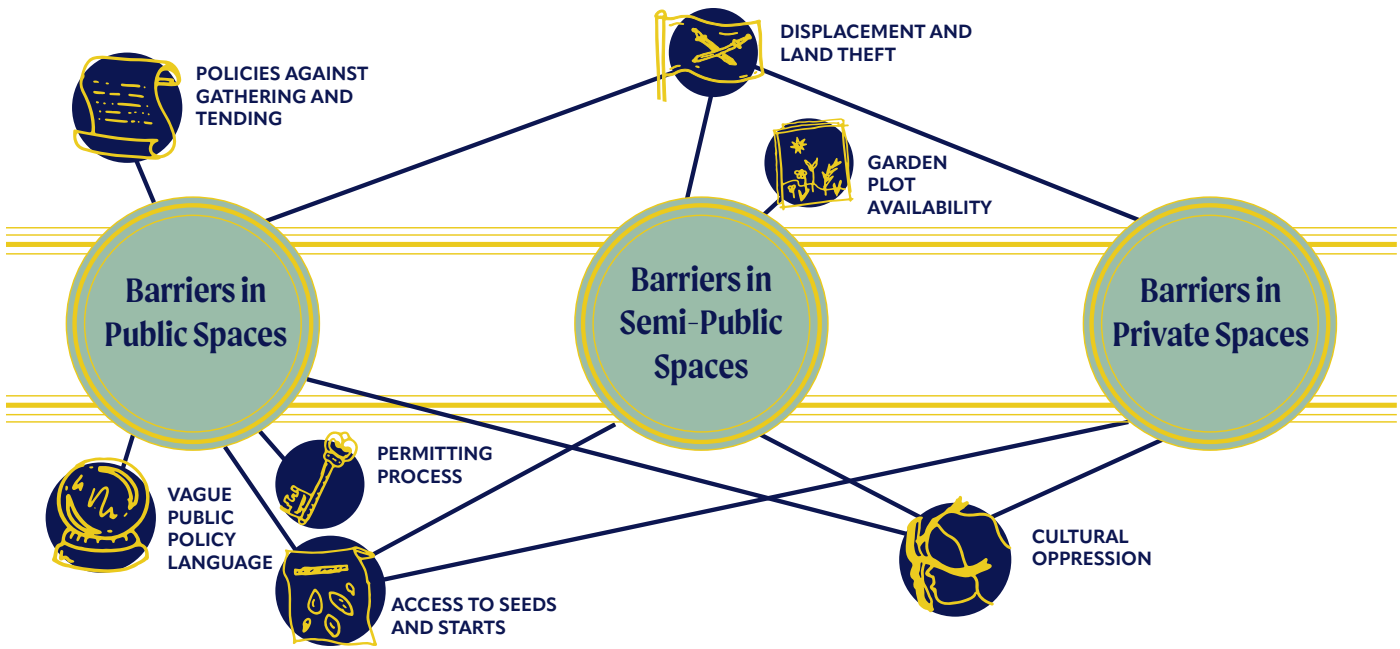 DISPLACEMENT AND
LAND THEFT
POLICIES AGAINST
GATHERING AND
TENDING
GARDEN
PLOT
AVAILABILITY
Barriers in
Public Spaces
Barriers in
Semi-Public
Spaces
Barriers in
Private Spaces
PERMITTING
PROCESS
VAGUE
PUBLIC
POLICY
LANGUAGE
CULTURAL
OPPRESSION
ACCESS TO SEEDS
AND STARTS